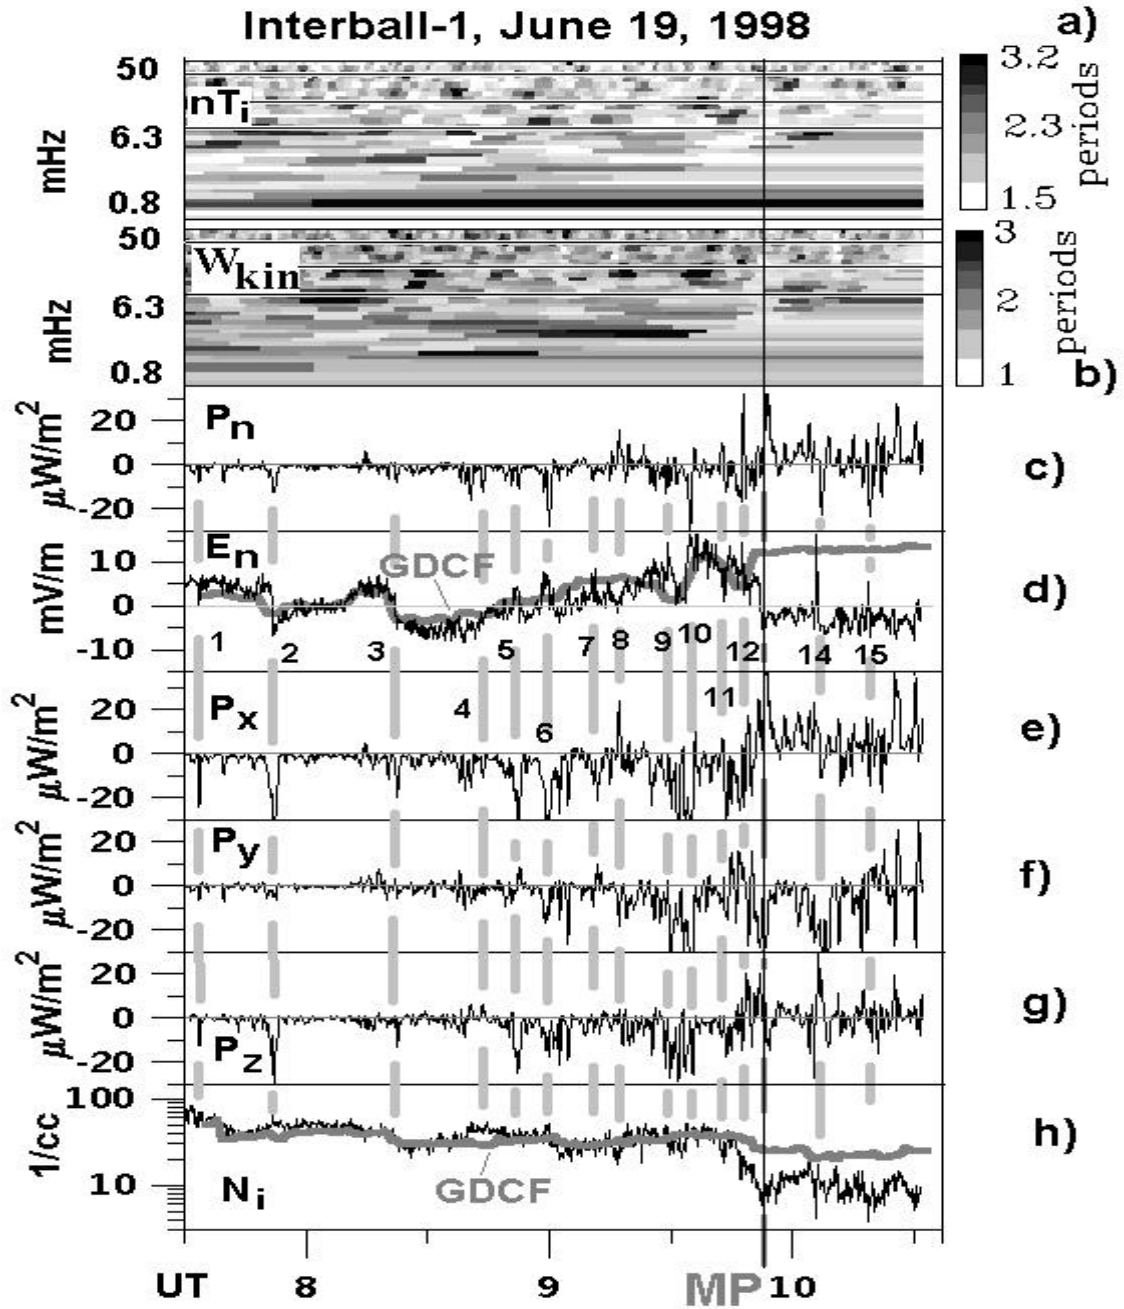 Interball-1, June 19, 1998
a)
50
nTi
6.3
mHz
0.8
3.2
2.3
1.5
periods
50
Wkin
6.3
mHz
0.8
3
2
1
periods
b)
μW/m²
20
0
-20
Pn
c)
mV/m
10
0
-10
En
GDCF
d)
1
2
3
5
7
8
9
10
12
14
15
μW/m²
20
0
-20
Px
4
6
11
e)
μW/m²
20
0
-20
Py
f)
μW/m²
20
0
-20
Pz
g)
1/cc
100
10
Ni
GDCF
h)
UT
8
9
MP
10